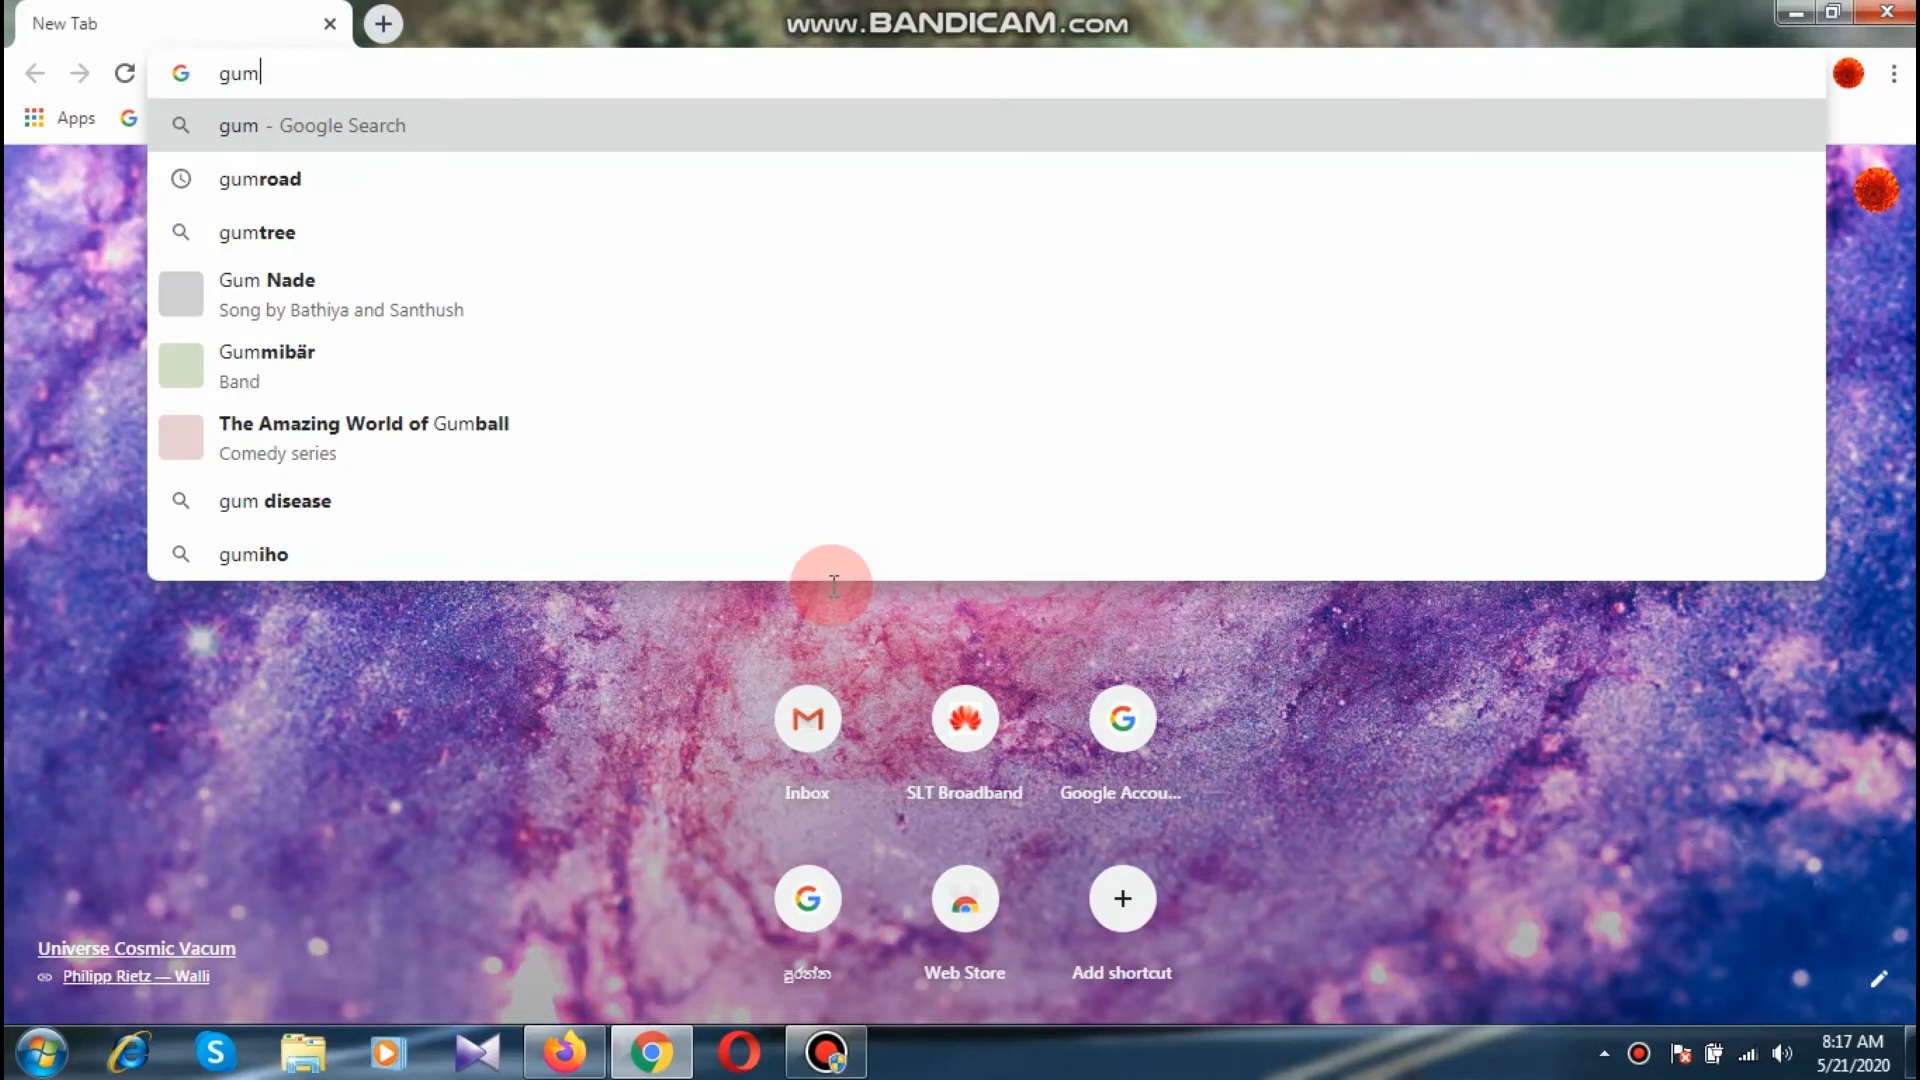 New Tab
www.BANDICAM.com
gum
Apps
gum - Google Search
gumroad
gumtree
Gum Nade
Song by Bathiya and Santhush
Gummibär
Band
The Amazing World of Gumball
Comedy series
gum disease
gumiho
Inbox
SLT Broadband
Google Accou...
පුරන්න
Web Store
Add shortcut
Universe Cosmic Vacum
Philipp Rietz — Walli
8:17 AM
5/21/2020